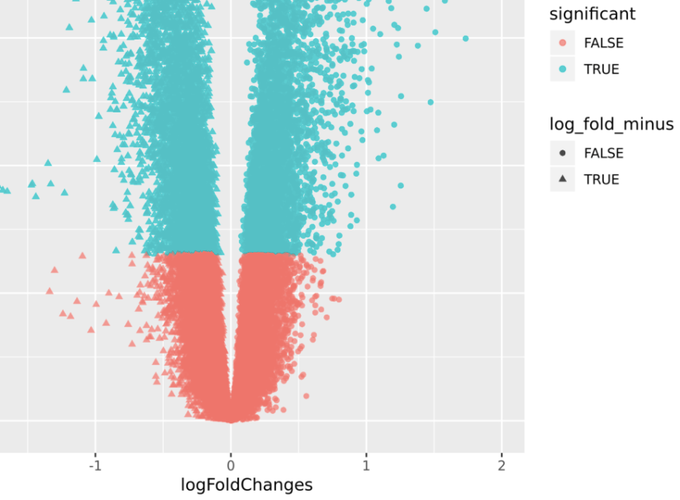 significant
FALSE
TRUE
log_fold_minus
FALSE
TRUE
-1 0 1 2
logFoldChanges